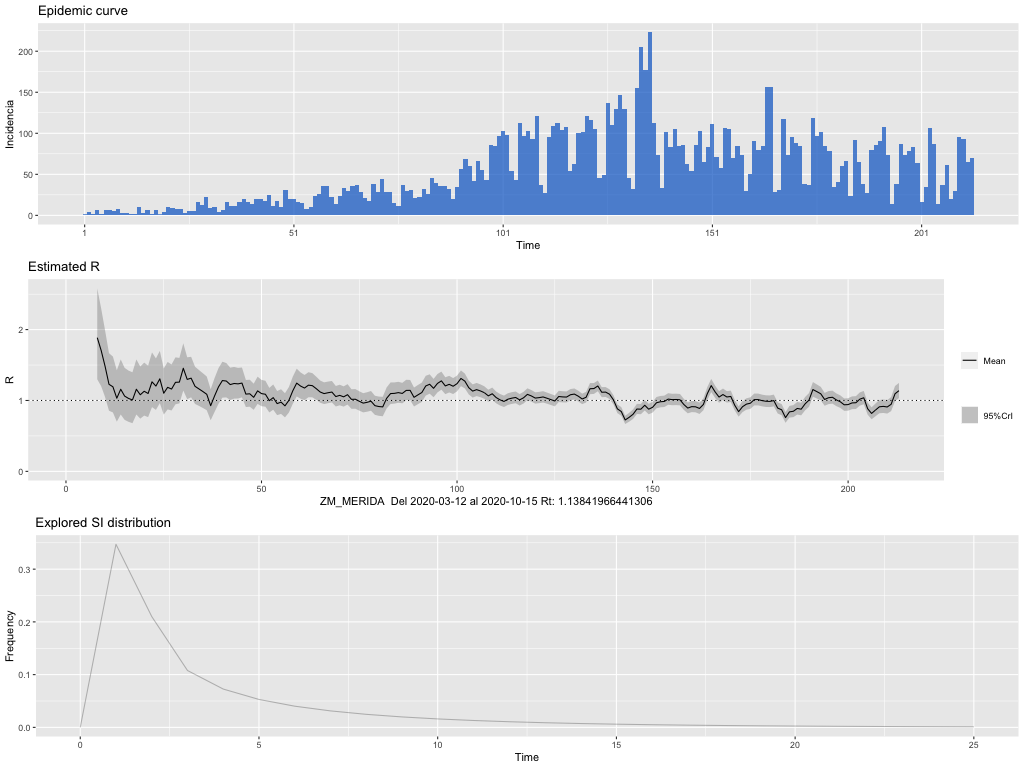 Epidemic curve
Incidencia
200
150
100
50
0
1 51 101 151 201
Time
Estimated R
R
2
1
0
0 50 100 150 200
ZM_MERIDA Del 2020-03-12 al 2020-10-15 Rt: 1.13841966441306
Mean
95%CrI
Explored SI distribution
Frequency
0.3
0.2
0.1
0.0
0 5 10 15 20 25
Time